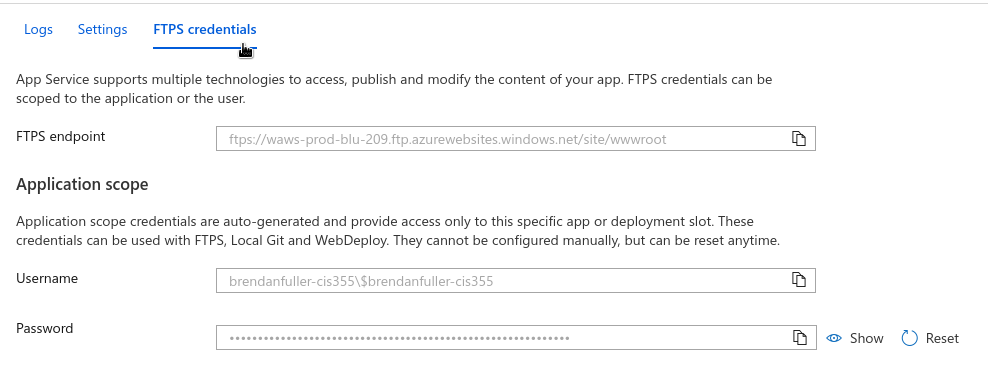 Logs Settings FTPS credentials
App Service supports multiple technologies to access, publish and modify the content of your app. FTPS credentials can be
scoped to the application or the user.
FTPS endpoint ftps://waws-prod-blu-209.ftp.azurewebsites.windows.net/site/wwwroot
Application scope
Application scope credentials are auto-generated and provide access only to this specific app or deployment slot. These
credentials can be used with FTPS, Local Git and WebDeploy. They cannot be configured manually, but can be reset anytime.
Username brendanfuller-cis355\$brendanfuller-cis355
Password Show Reset